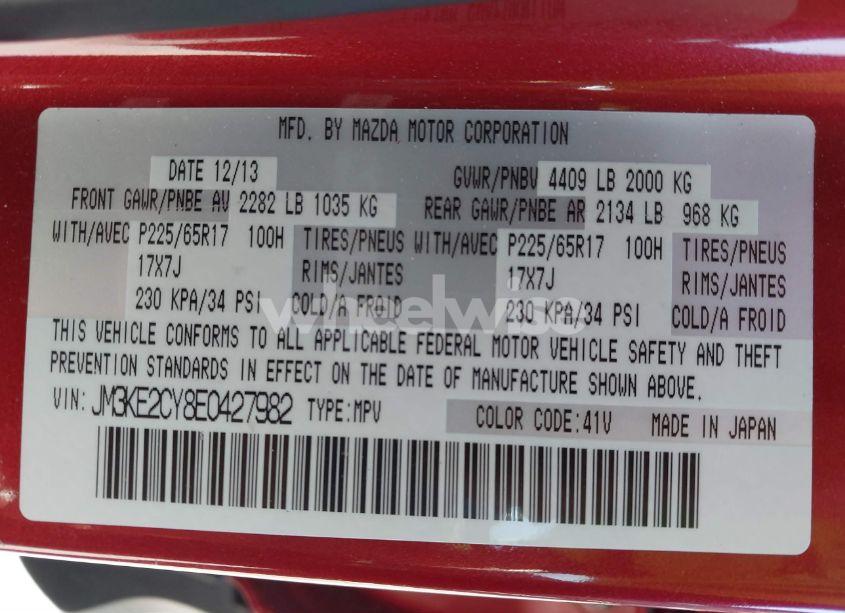 MFD. BY MAZDA MOTOR CORPORATION
DATE 12/13 GVWR/PNBV 4409 LB 2000 KG
FRONT GAWR/PNBE AV 2282 LB 1035 KG REAR GAWR/PNBE AR 2134 LB 968 KG
WITH/AVEC P225/65R17 100H TIRES/PNEUS WITH/AVEC P225/65R17 100H TIRES/PNEUS
17X7J RIMS/JANTES 17X7J RIMS/JANTES
230 KPA/34 PSI COLD/A FROID 230 KPA/34 PSI COLD/A FROID
wheelwise
THIS VEHICLE CONFORMS TO ALL APPLICABLE FEDERAL MOTOR VEHICLE SAFETY AND THEFT
PREVENTION STANDARDS IN EFFECT ON THE DATE OF MANUFACTURE SHOWN ABOVE.
VIN: JM3KE2CY8E0427982 TYPE:MPV COLOR CODE:41V MADE IN JAPAN